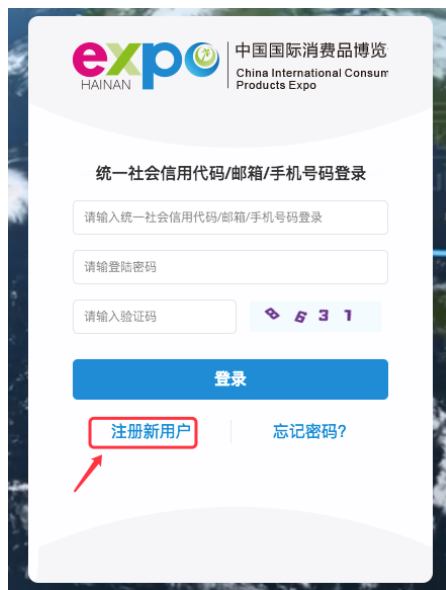 expo
HAINAN
中国国际消费品博览
China International Consum
Products Expo
统一社会信用代码/邮箱/手机号码登录
请输入统一社会信用代码/邮箱/手机号码登录
请输登陆密码
请输入验证码
8631
登录
注册新用户
忘记密码?